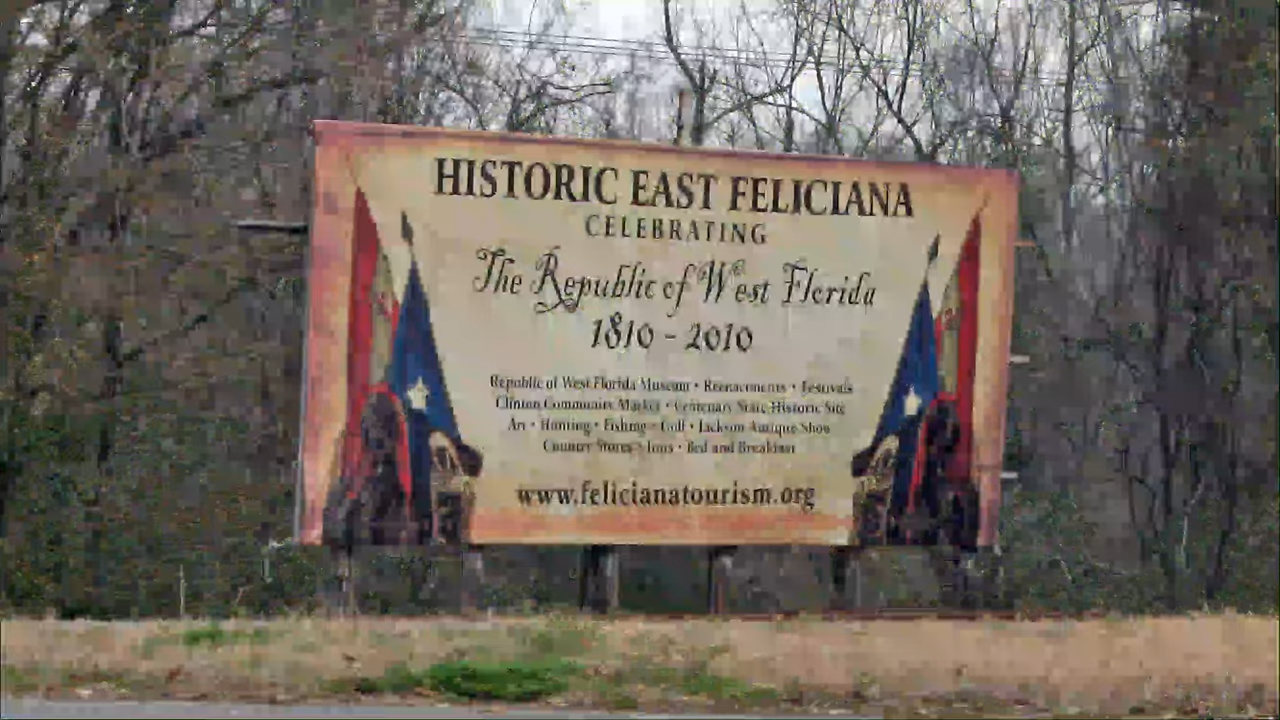 HISTORIC EAST FELICIANA
CELEBRATING
The Republic of West Florida
1810 - 2010
Republic of West Florida Museum • Reenactments • Festivals
Clinton Community Market • Centenary State Historic Site
Art • Hunting • Fishing • Golf • Jackson Antique Show
Country Stores • Inns • Bed and Breakfast
www.felicianatourism.org